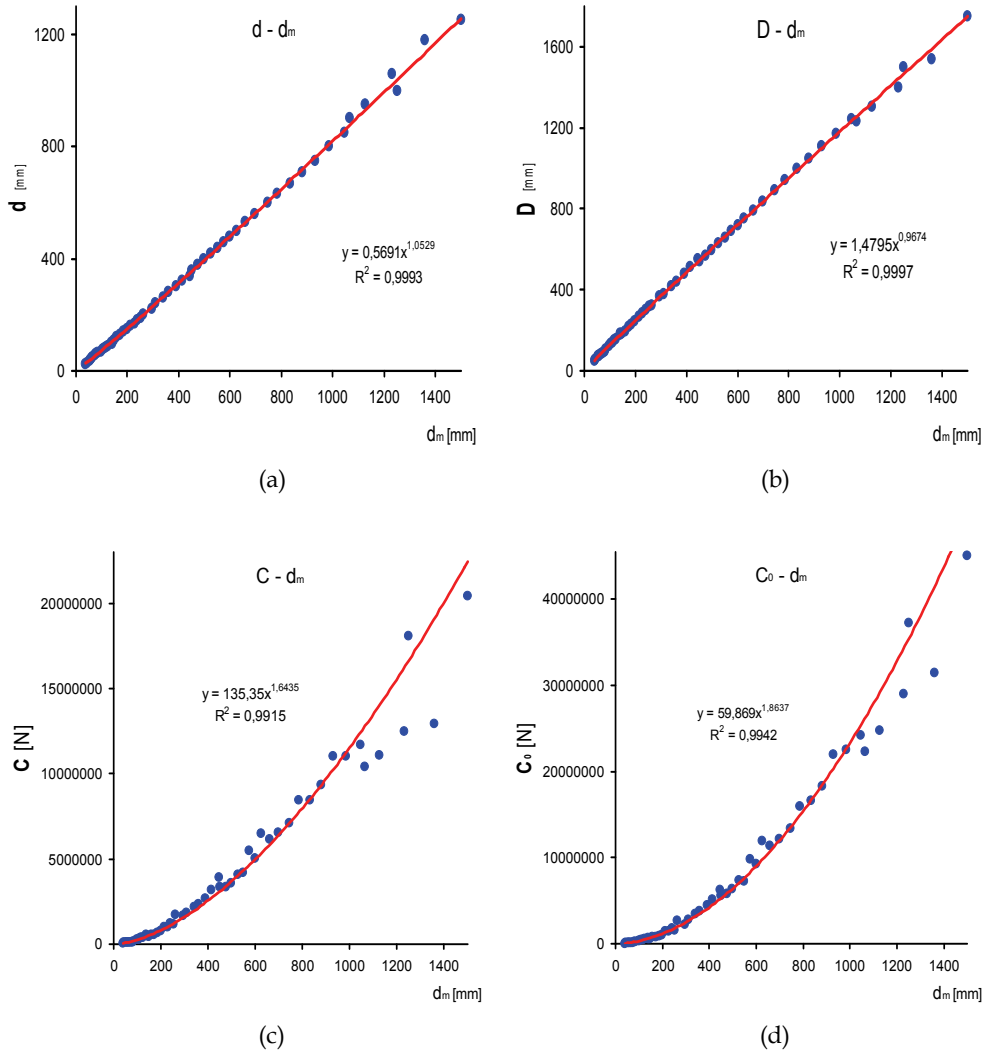 d - dm
1200
800
400
0
d [mm]
y = 0,5691x^1,0529
R² = 0,9993
0 200 400 600 800 1000 1200 1400
dm [mm]
(a)
D - dm
1600
1200
800
400
0
D [mm]
y = 1,4795x^0,9674
R² = 0,9997
0 200 400 600 800 1000 1200 1400
dm [mm]
(b)
C - dm
20000000
15000000
10000000
5000000
0
C [N]
y = 135,35x^1,6435
R² = 0,9915
0 200 400 600 800 1000 1200 1400
dm [mm]
(c)
C₀ - dm
40000000
30000000
20000000
10000000
0
C₀ [N]
y = 59,869x^1,8637
R² = 0,9942
0 200 400 600 800 1000 1200 1400
dm [mm]
(d)